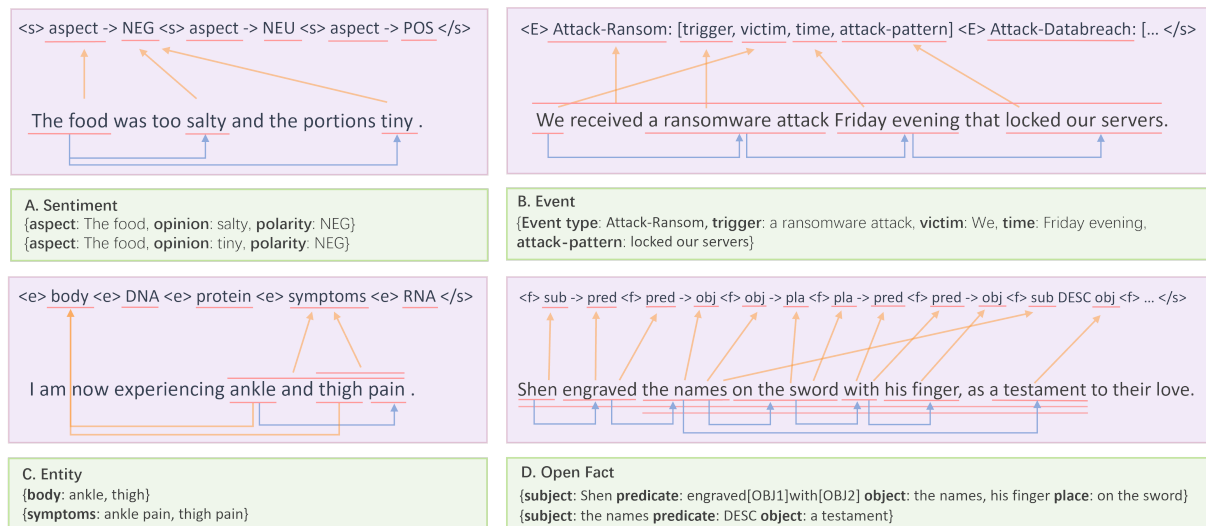 <s> aspect -> NEG <s> aspect -> NEU <s> aspect -> POS </s>
The food was too salty and the portions tiny .
A. Sentiment
{aspect: The food, opinion: salty, polarity: NEG}
{aspect: The food, opinion: tiny, polarity: NEG}
<E> Attack-Ransom: [trigger, victim, time, attack-pattern] <E> Attack-Databreach: [... </s>
We received a ransomware attack Friday evening that locked our servers.
B. Event
{Event type: Attack-Ransom, trigger: a ransomware attack, victim: We, time: Friday evening,
attack-pattern: locked our servers}
<e> body <e> DNA <e> protein <e> symptoms <e> RNA </s>
I am now experiencing ankle and thigh pain .
C. Entity
{body: ankle, thigh}
{symptoms: ankle pain, thigh pain}
<f> sub -> pred <f> pred -> obj <f> obj -> pla <f> pla -> pred <f> pred -> obj <f> sub DESC obj <f> ... </s>
Shen engraved the names on the sword with his finger, as a testament to their love.
D. Open Fact
{subject: Shen predicate: engraved[OBJ1]with[OBJ2] object: the names, his finger place: on the sword}
{subject: the names predicate: DESC object: a testament}